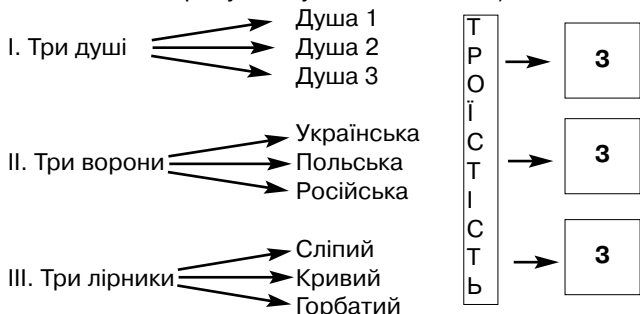 Душа 1
I. Три душі
Душа 2
Душа 3
Українська
II. Три ворони
Польська
Російська
Сліпий
III. Три лірники
Кривий
Горбатий
ТРОЇСТІСТЬ
3
3
3